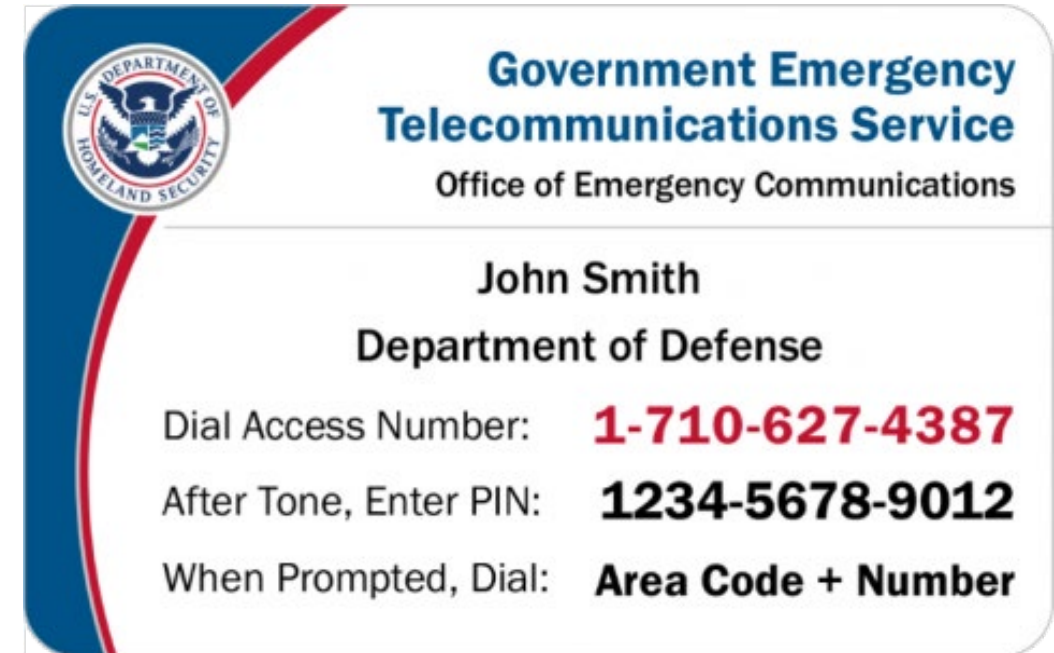 U.S. DEPARTMENT OF
HOMELAND SECURITY
Government Emergency
Telecommunications Service
Office of Emergency Communications
John Smith
Department of Defense
Dial Access Number: 1-710-627-4387
After Tone, Enter PIN: 1234-5678-9012
When Prompted, Dial: Area Code + Number